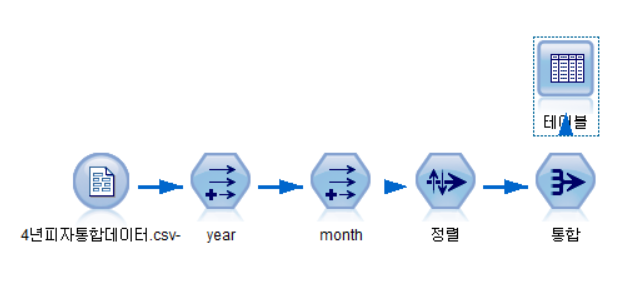 테이블
4년피자통합데이터.csv-
year
month
정렬
통합